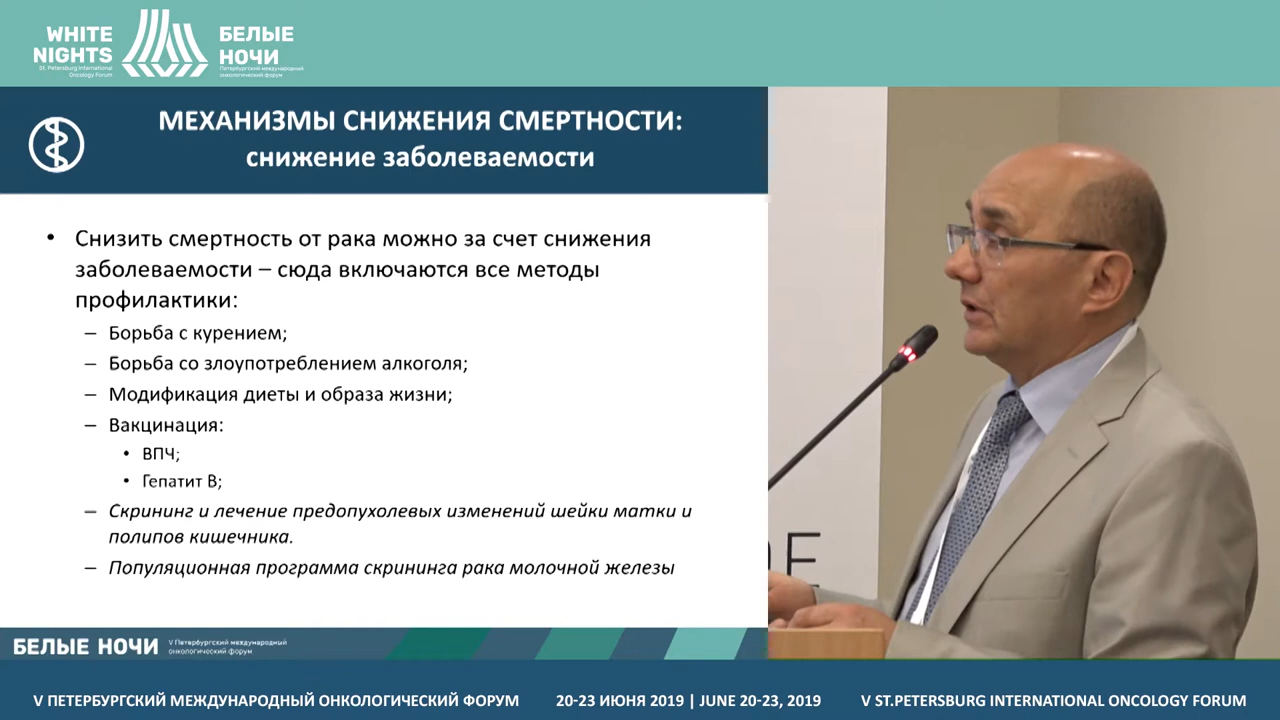 WHITE
NIGHTS
St. Petersburg International
Oncology Forum
БЕЛЫЕ
НОЧИ
Петербургский международный
онкологический форум
МЕХАНИЗМЫ СНИЖЕНИЯ СМЕРТНОСТИ:
снижение заболеваемости
• Снизить смертность от рака можно за счет снижения
заболеваемости – сюда включаются все методы
профилактики:
– Борьба с курением;
– Борьба со злоупотреблением алкоголя;
– Модификация диеты и образа жизни;
– Вакцинация:
• ВПЧ;
• Гепатит В;
– Скрининг и лечение предопухолевых изменений шейки матки и
полипов кишечника.
– Популяционная программа скрининга рака молочной железы
БЕЛЫЕ НОЧИ
V Петербургский международный
онкологический форум
V ПЕТЕРБУРГСКИЙ МЕЖДУНАРОДНЫЙ ОНКОЛОГИЧЕСКИЙ ФОРУМ
20-23 ИЮНЯ 2019 | JUNE 20-23, 2019
V ST.PETERSBURG INTERNATIONAL ONCOLOGY FORUM